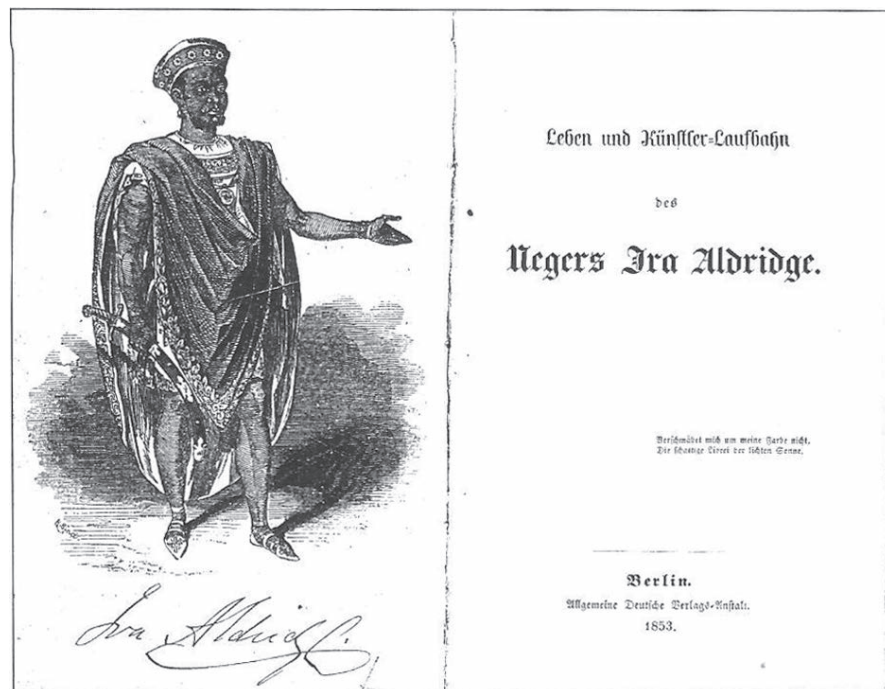 Ira Aldridge.
Leben und Künstler=Laufbahn
des
Negers Ira Aldridge.
Verschmähet mich um meine Farbe nicht,
Die schattige Livrei der lichten Sonne.
Berlin.
Allgemeine Deutsche Verlags=Anstalt.
1853.